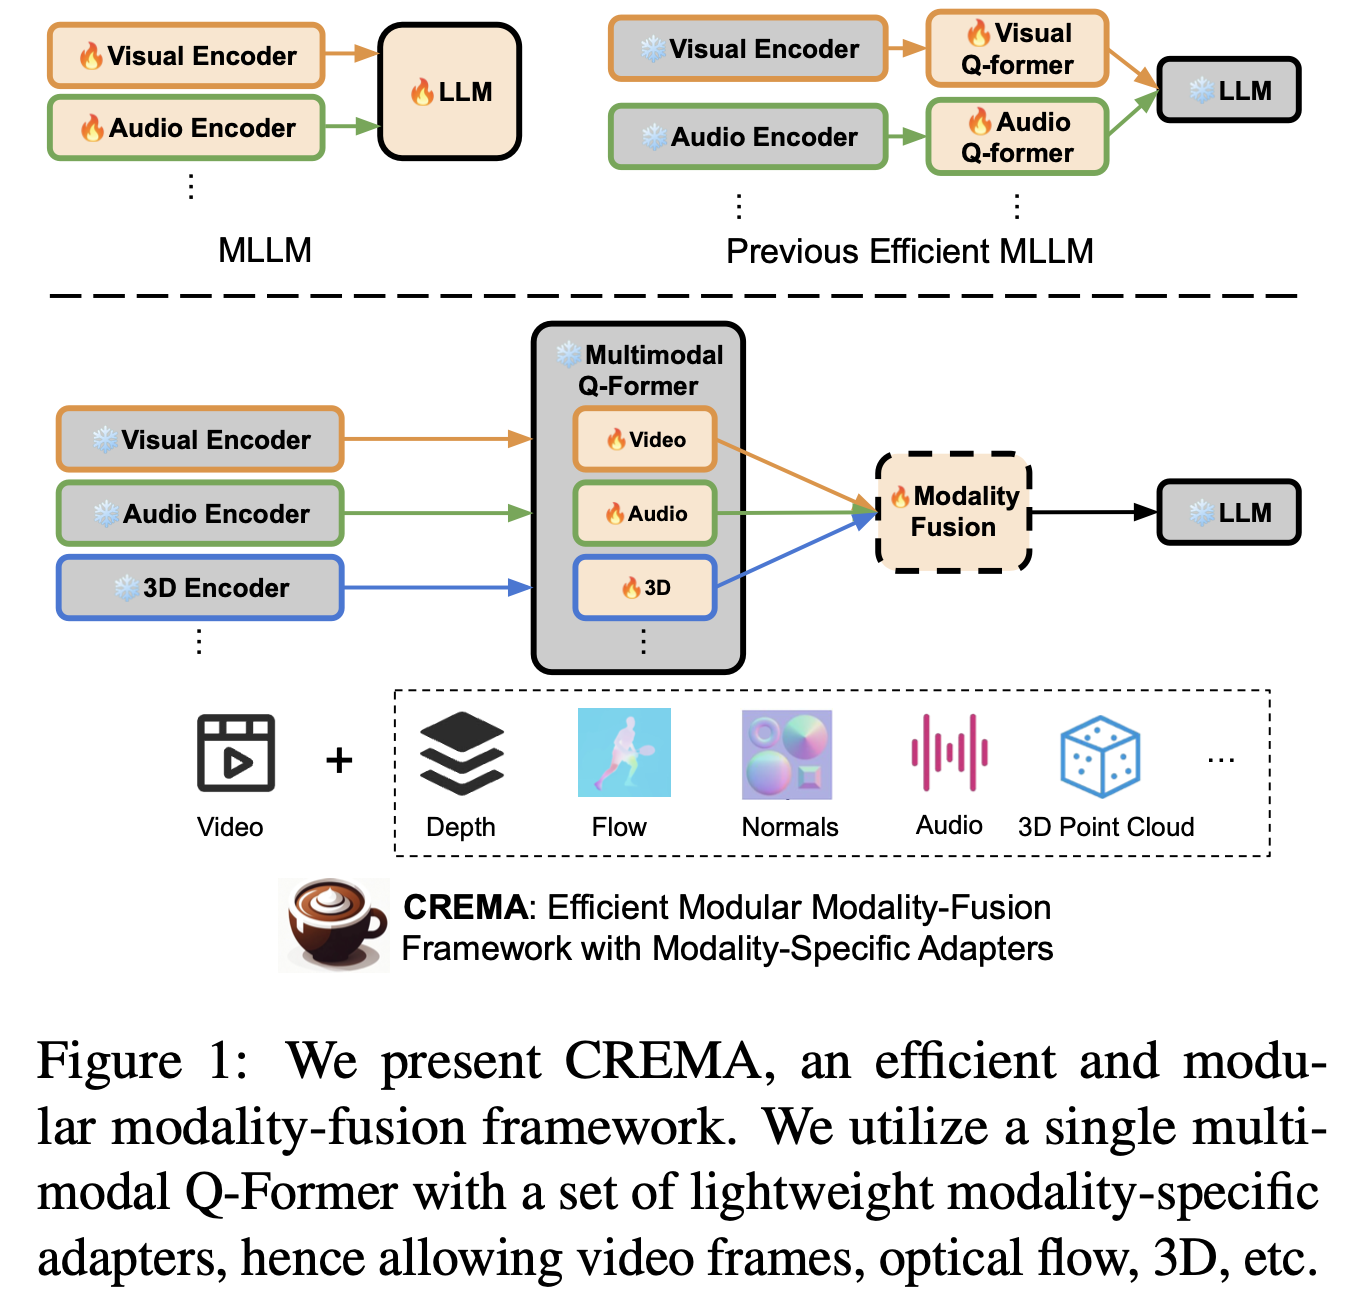 Visual Encoder
Audio Encoder
⋮
LLM
MLLM
Visual Encoder
Audio Encoder
⋮
Visual
Q-former
Audio
Q-former
⋮
LLM
Previous Efficient MLLM
Visual Encoder
Audio Encoder
3D Encoder
⋮
Multimodal
Q-Former
Video
Audio
3D
⋮
Modality
Fusion
LLM
Video
+
Depth
Flow
Normals
Audio
3D Point Cloud
...
CREMA: Efficient Modular Modality-Fusion
Framework with Modality-Specific Adapters
Figure 1: We present CREMA, an efficient and modu-
lar modality-fusion framework. We utilize a single multi-
modal Q-Former with a set of lightweight modality-specific
adapters, hence allowing video frames, optical flow, 3D, etc.